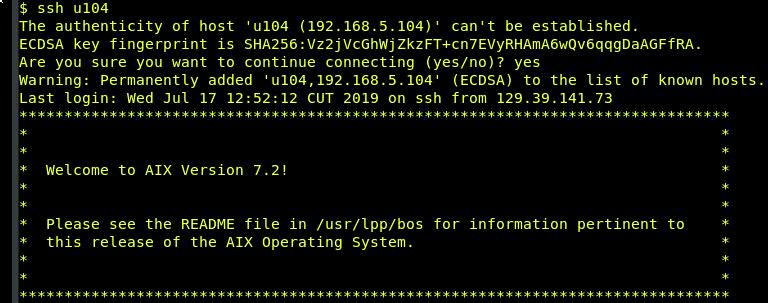 $ ssh u104
The authenticity of host 'u104 (192.168.5.104)' can't be established.
ECDSA key fingerprint is SHA256:Vz2jVcGhWjZkzFT+cn7EVyRHAmA6wQv6qqgDaAGFfRA.
Are you sure you want to continue connecting (yes/no)? yes
Warning: Permanently added 'u104,192.168.5.104' (ECDSA) to the list of known hosts.
Last login: Wed Jul 17 12:52:12 CUT 2019 on ssh from 129.39.141.73
*******************************************************************************
*                                                                             *
*                                                                             *
*  Welcome to AIX Version 7.2!                                                *
*                                                                             *
*                                                                             *
*  Please see the README file in /usr/lpp/bos for information pertinent to    *
*  this release of the AIX Operating System.                                  *
*                                                                             *
*                                                                             *
*******************************************************************************